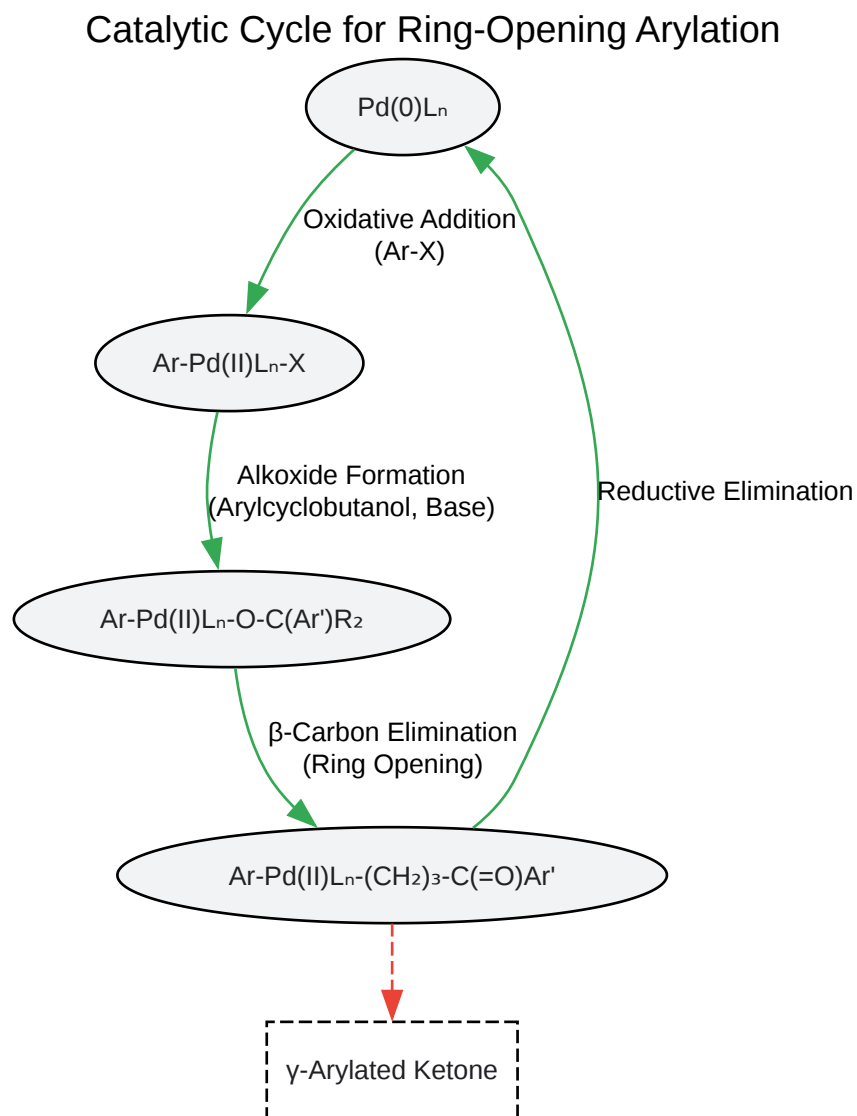 Catalytic Cycle for Ring-Opening Arylation
Pd(0)Lₙ
Oxidative Addition
(Ar-X)
Ar-Pd(II)Lₙ-X
Alkoxide Formation
(Arylcyclobutanol, Base)
Reductive Elimination
Ar-Pd(II)Lₙ-O-C(Ar')R₂
β-Carbon Elimination
(Ring Opening)
Ar-Pd(II)Lₙ-(CH₂)₃-C(=O)Ar'
γ-Arylated Ketone